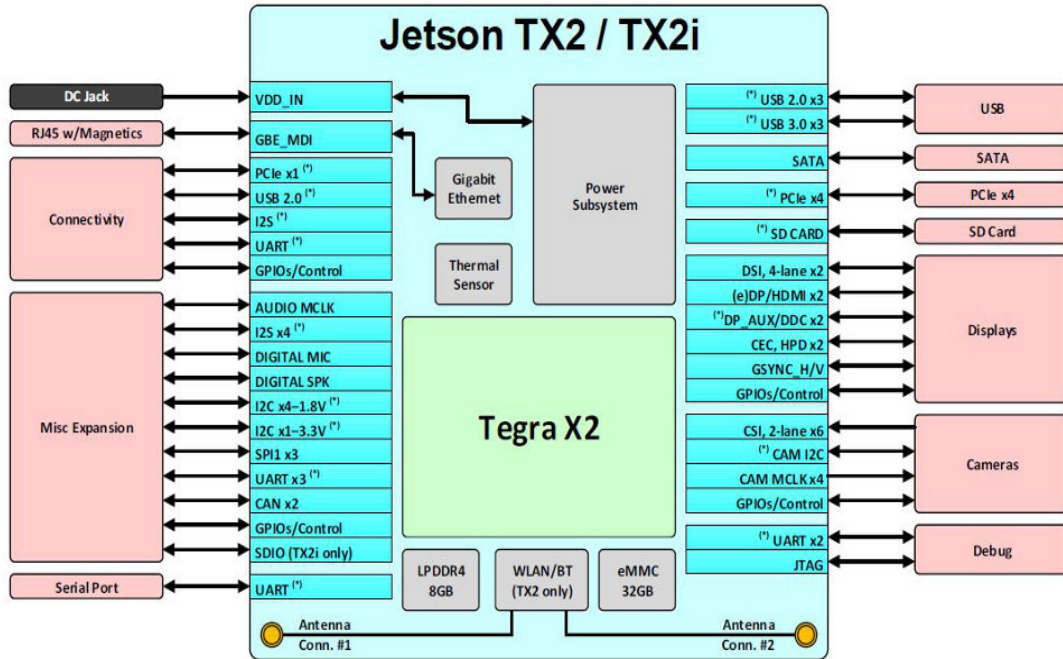 Jetson TX2 / TX2i
DC Jack
RJ45 w/Magnetics
Connectivity
Misc Expansion
Serial Port
VDD_IN
GBE_MDI
PCIe x1 (*)
USB 2.0 (*)
I2S (*)
UART (*)
GPIOs/Control
AUDIO MCLK
I2S x4 (*)
DIGITAL MIC
DIGITAL SPK
I2C x4–1.8V (*)
I2C x1–3.3V (*)
SPI1 x3
UART x3 (*)
CAN x2
GPIOs/Control
SDIO (TX2i only)
UART (*)
Gigabit
Ethernet
Thermal
Sensor
Power
Subsystem
Tegra X2
LPDDR4
8GB
WLAN/BT
(TX2 only)
eMMC
32GB
Antenna
Conn. #1
Antenna
Conn. #2
(*) USB 2.0 x3
(*) USB 3.0 x3
SATA
(*) PCIe x4
(*) SD CARD
DSI, 4-lane x2
(e)DP/HDMI x2
(*)DP_AUX/DDC x2
CEC, HPD x2
GSYNC_H/V
GPIOs/Control
CSI, 2-lane x6
(*) CAM I2C
CAM MCLK x4
GPIOs/Control
(*) UART x2
JTAG
USB
SATA
PCIe x4
SD Card
Displays
Cameras
Debug